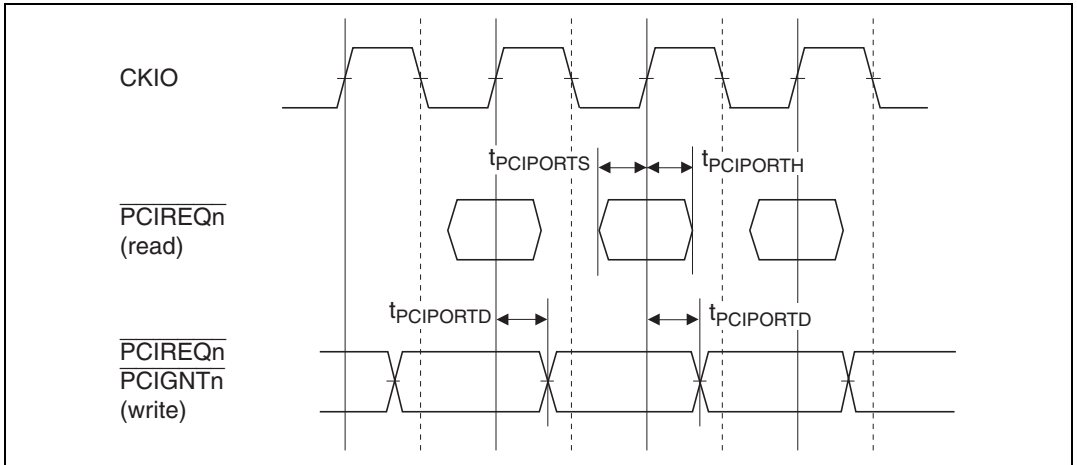 CKIO
tPCIPORTS tPCIPORTH
PCIREQn
(read)
tPCIPORTD tPCIPORTD
PCIREQn
PCIGNTn
(write)